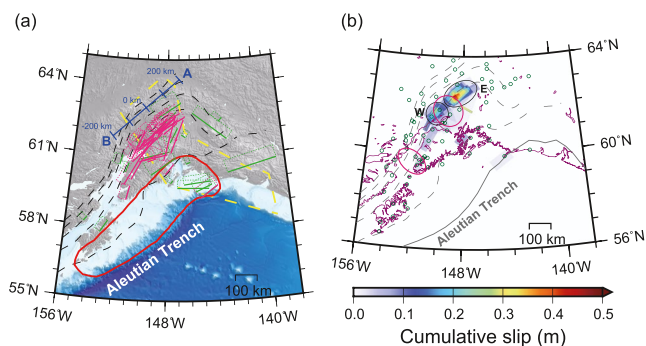 (a)
(b)
64°N
61°N
58°N
55°N
156°W
148°W
140°W
200 km
0 km
-200 km
A
B
Aleutian Trench
100 km
64°N
60°N
56°N
156°W
148°W
140°W
W
E
Aleutian Trench
100 km
0.0 0.1 0.2 0.3 0.4 0.5
Cumulative slip (m)